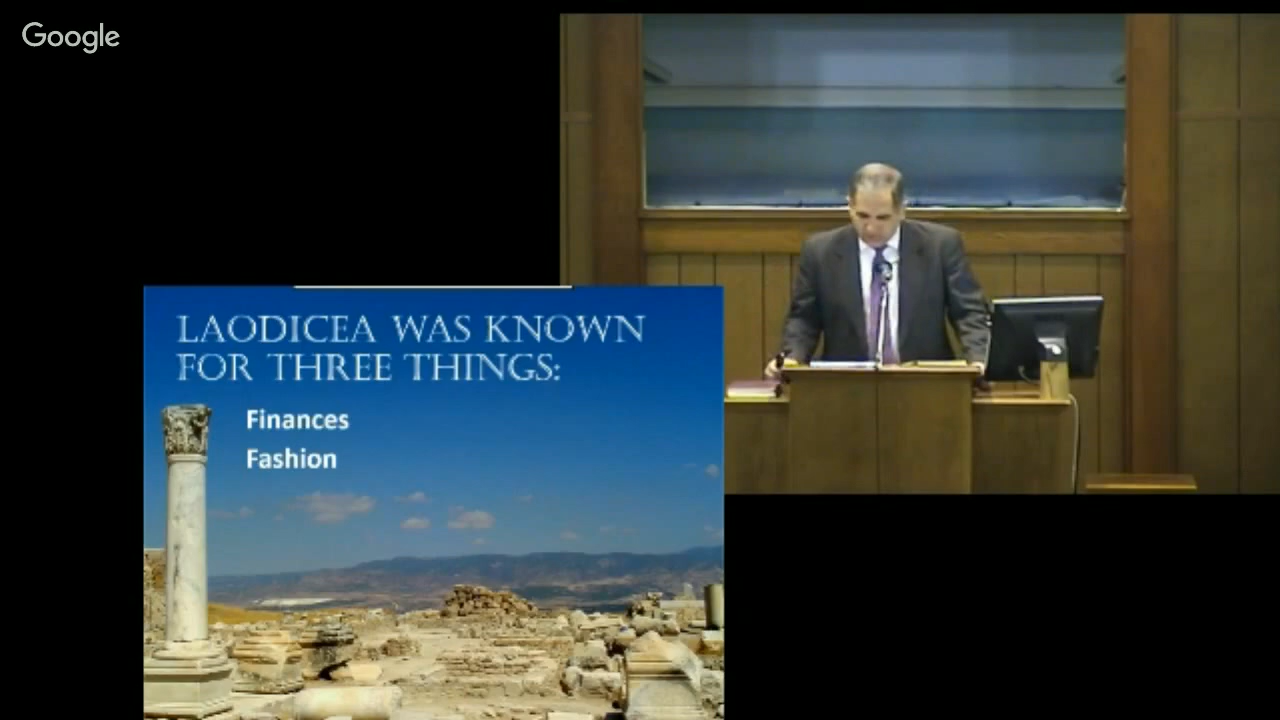 Google
LAODICEA WAS KNOWN
FOR THREE THINGS:
Finances
Fashion